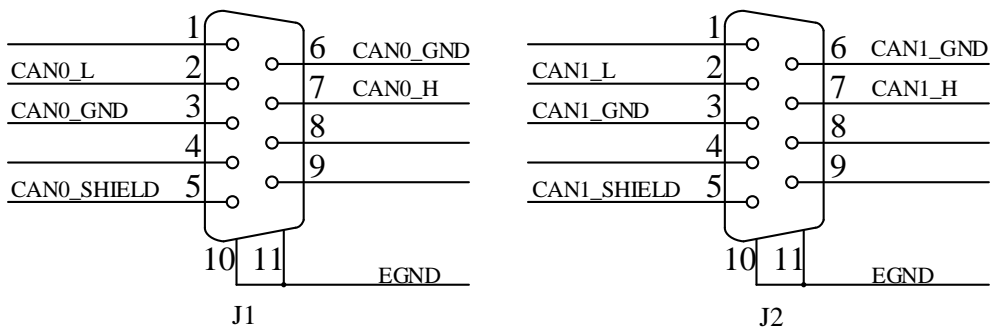 1
6 CAN0_GND
CAN0_L 2
7 CAN0_H
CAN0_GND 3
8
4
9
CAN0_SHIELD 5
10 11
EGND
J1
1
6 CAN1_GND
CAN1_L 2
7 CAN1_H
CAN1_GND 3
8
4
9
CAN1_SHIELD 5
10 11
EGND
J2